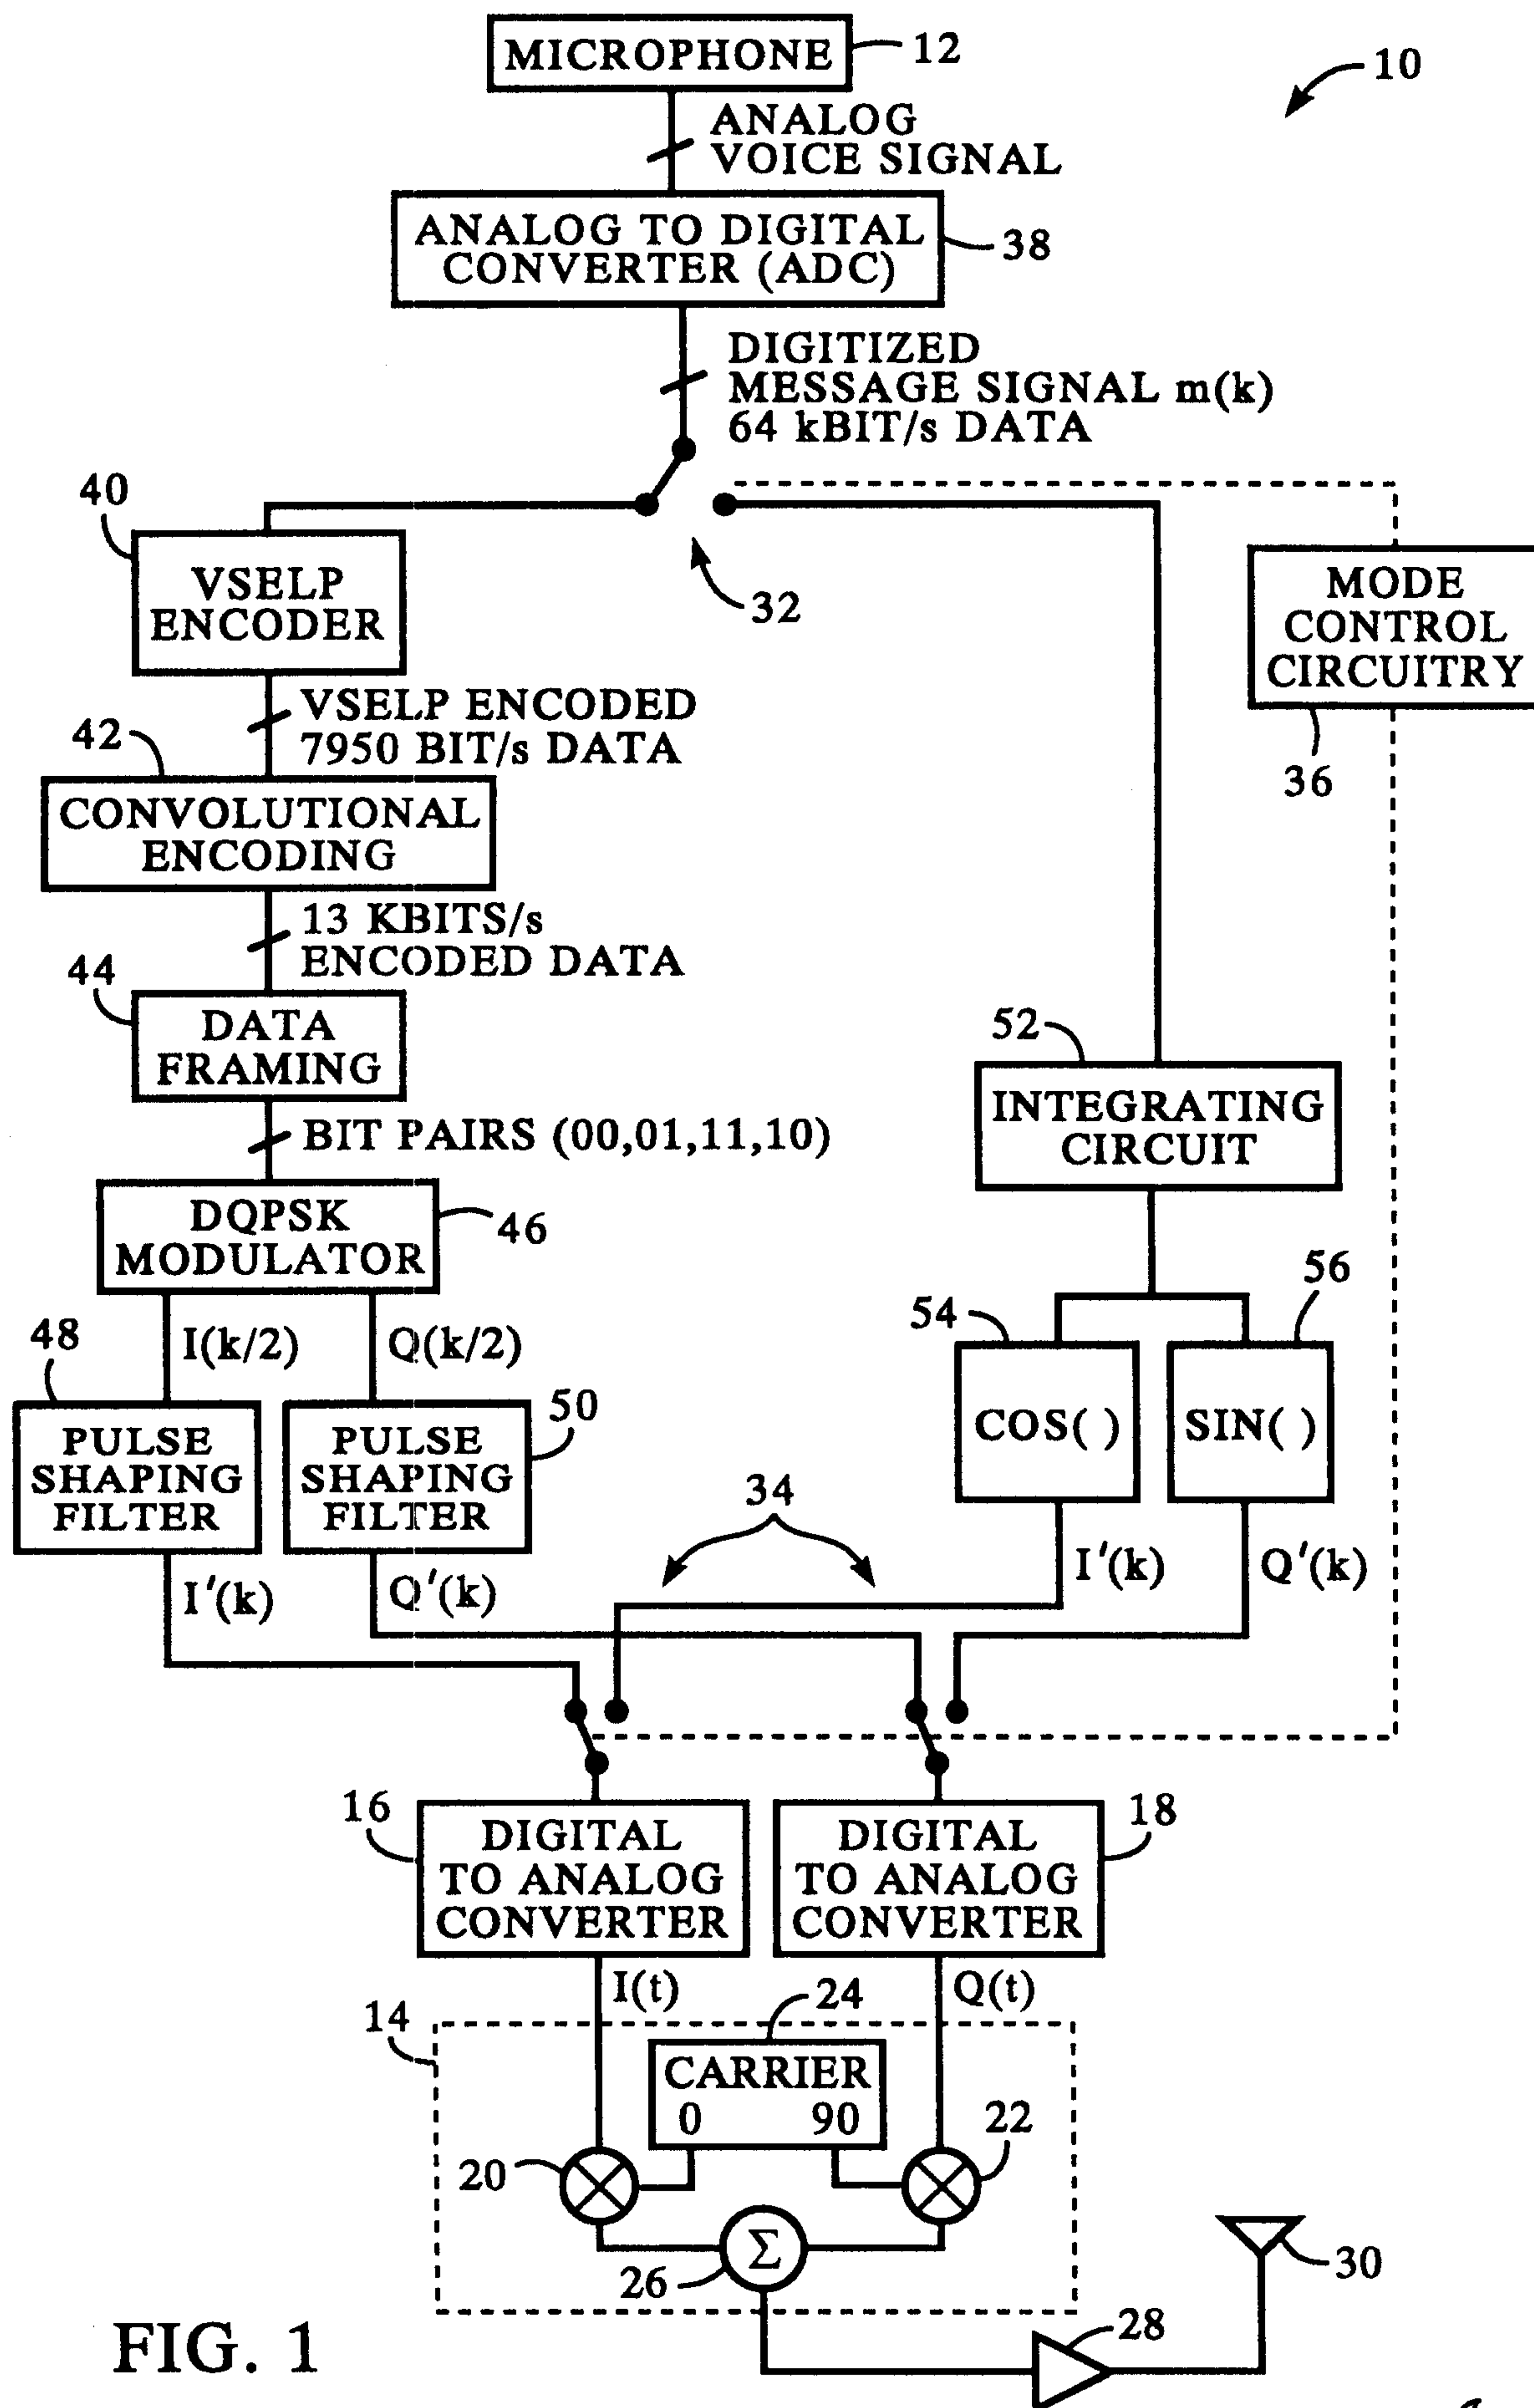 MICROPHONE
12
10
ANALOG
VOICE SIGNAL
ANALOG TO DIGITAL
CONVERTER (ADC)
38
DIGITIZED
MESSAGE SIGNAL m(k)
64 kBIT/s DATA
40
VSELP
ENCODER
32
MODE
CONTROL
CIRCUITRY
36
VSELP ENCODED
7950 BIT/s DATA
42
CONVOLUTIONAL
ENCODING
13 KBITS/s
ENCODED DATA
44
DATA
FRAMING
52
INTEGRATING
CIRCUIT
BIT PAIRS (00,01,11,10)
DQPSK
MODULATOR
46
54
56
48
I(k/2)
Q(k/2)
50
PULSE
SHAPING
FILTER
PULSE
SHAPING
FILTER
COS( )
SIN( )
34
I'(k)
Q'(k)
I'(k)
Q'(k)
16
DIGITAL
TO ANALOG
CONVERTER
DIGITAL
TO ANALOG
CONVERTER
18
I(t)
Q(t)
14
24
CARRIER
0 90
20
22
Σ
26
30
28
FIG. 1